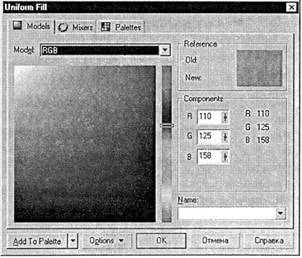 Uniform Fill
Models Mixers Palettes
Model: RGB
Reference
Old:
New:
Components
R 110 R 110
G 125 G 125
B 158 B 158
Name:
Add To Palette Options OK Отмена Справка